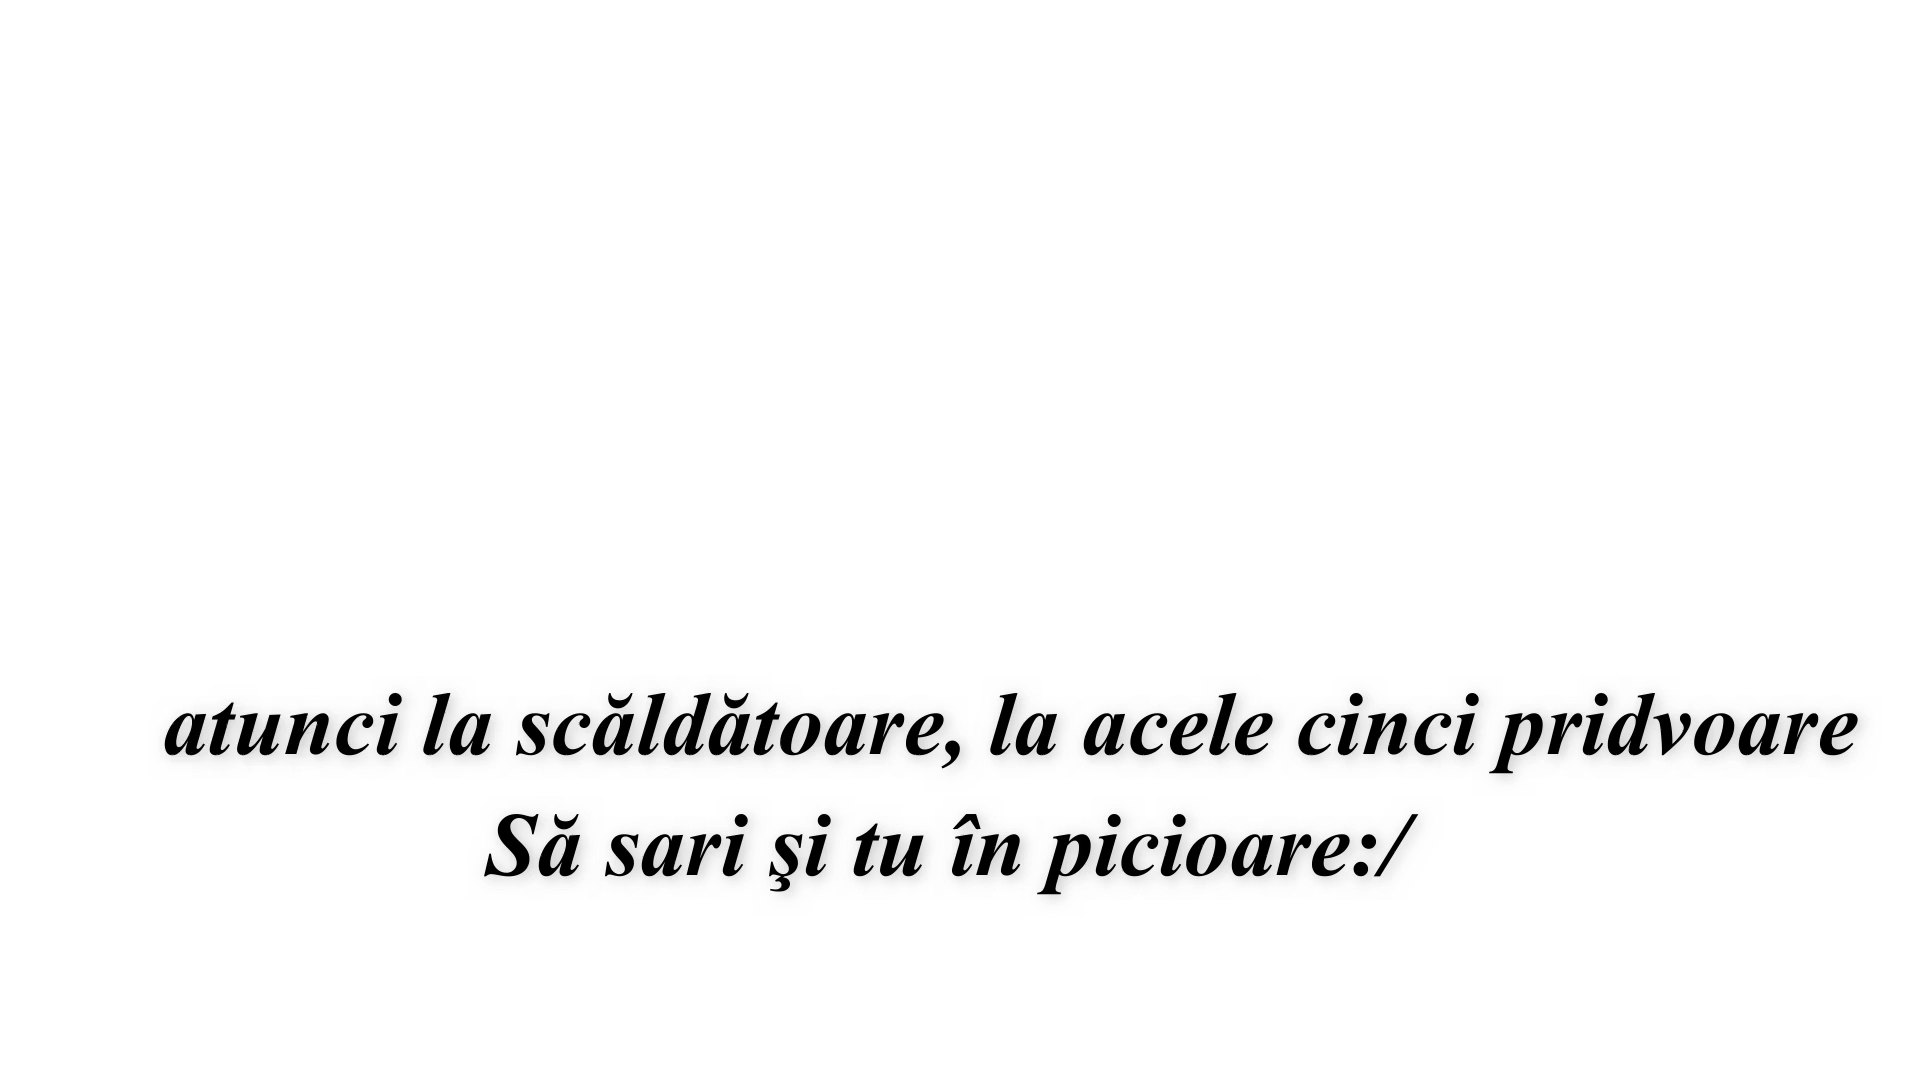 atunci la scăldătoare, la acele cinci pridvoare
Să sari şi tu în picioare:/